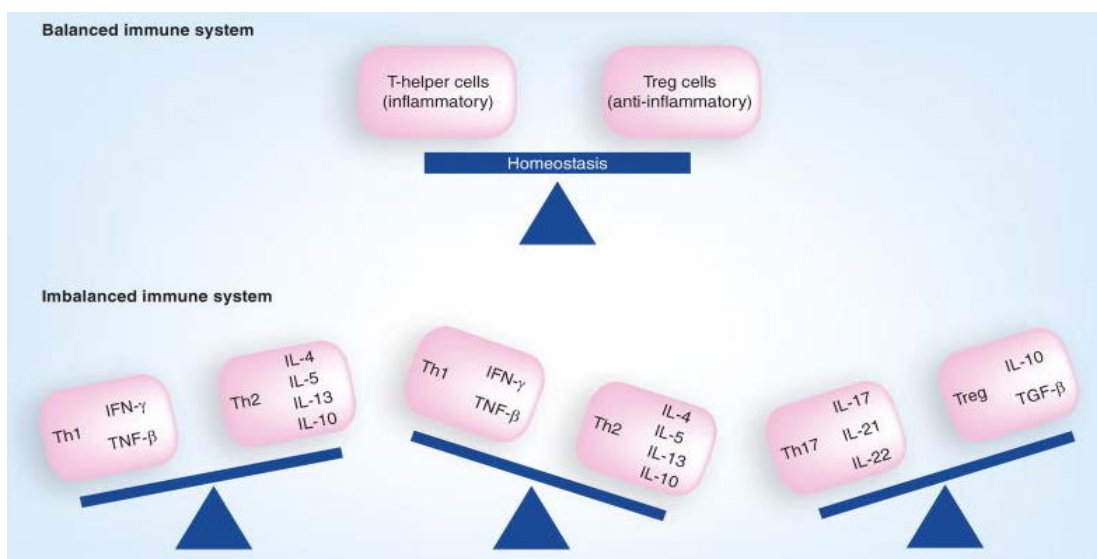 Balanced immune system
T-helper cells
(inflammatory)
Treg cells
(anti-inflammatory)
Homeostasis
Imbalanced immune system
Th1
IFN-γ
TNF-β
Th2
IL-4
IL-5
IL-13
IL-10
Th1
IFN-γ
TNF-β
Th2
IL-4
IL-5
IL-13
IL-10
Th17
IL-17
IL-21
IL-22
Treg
IL-10
TGF-β